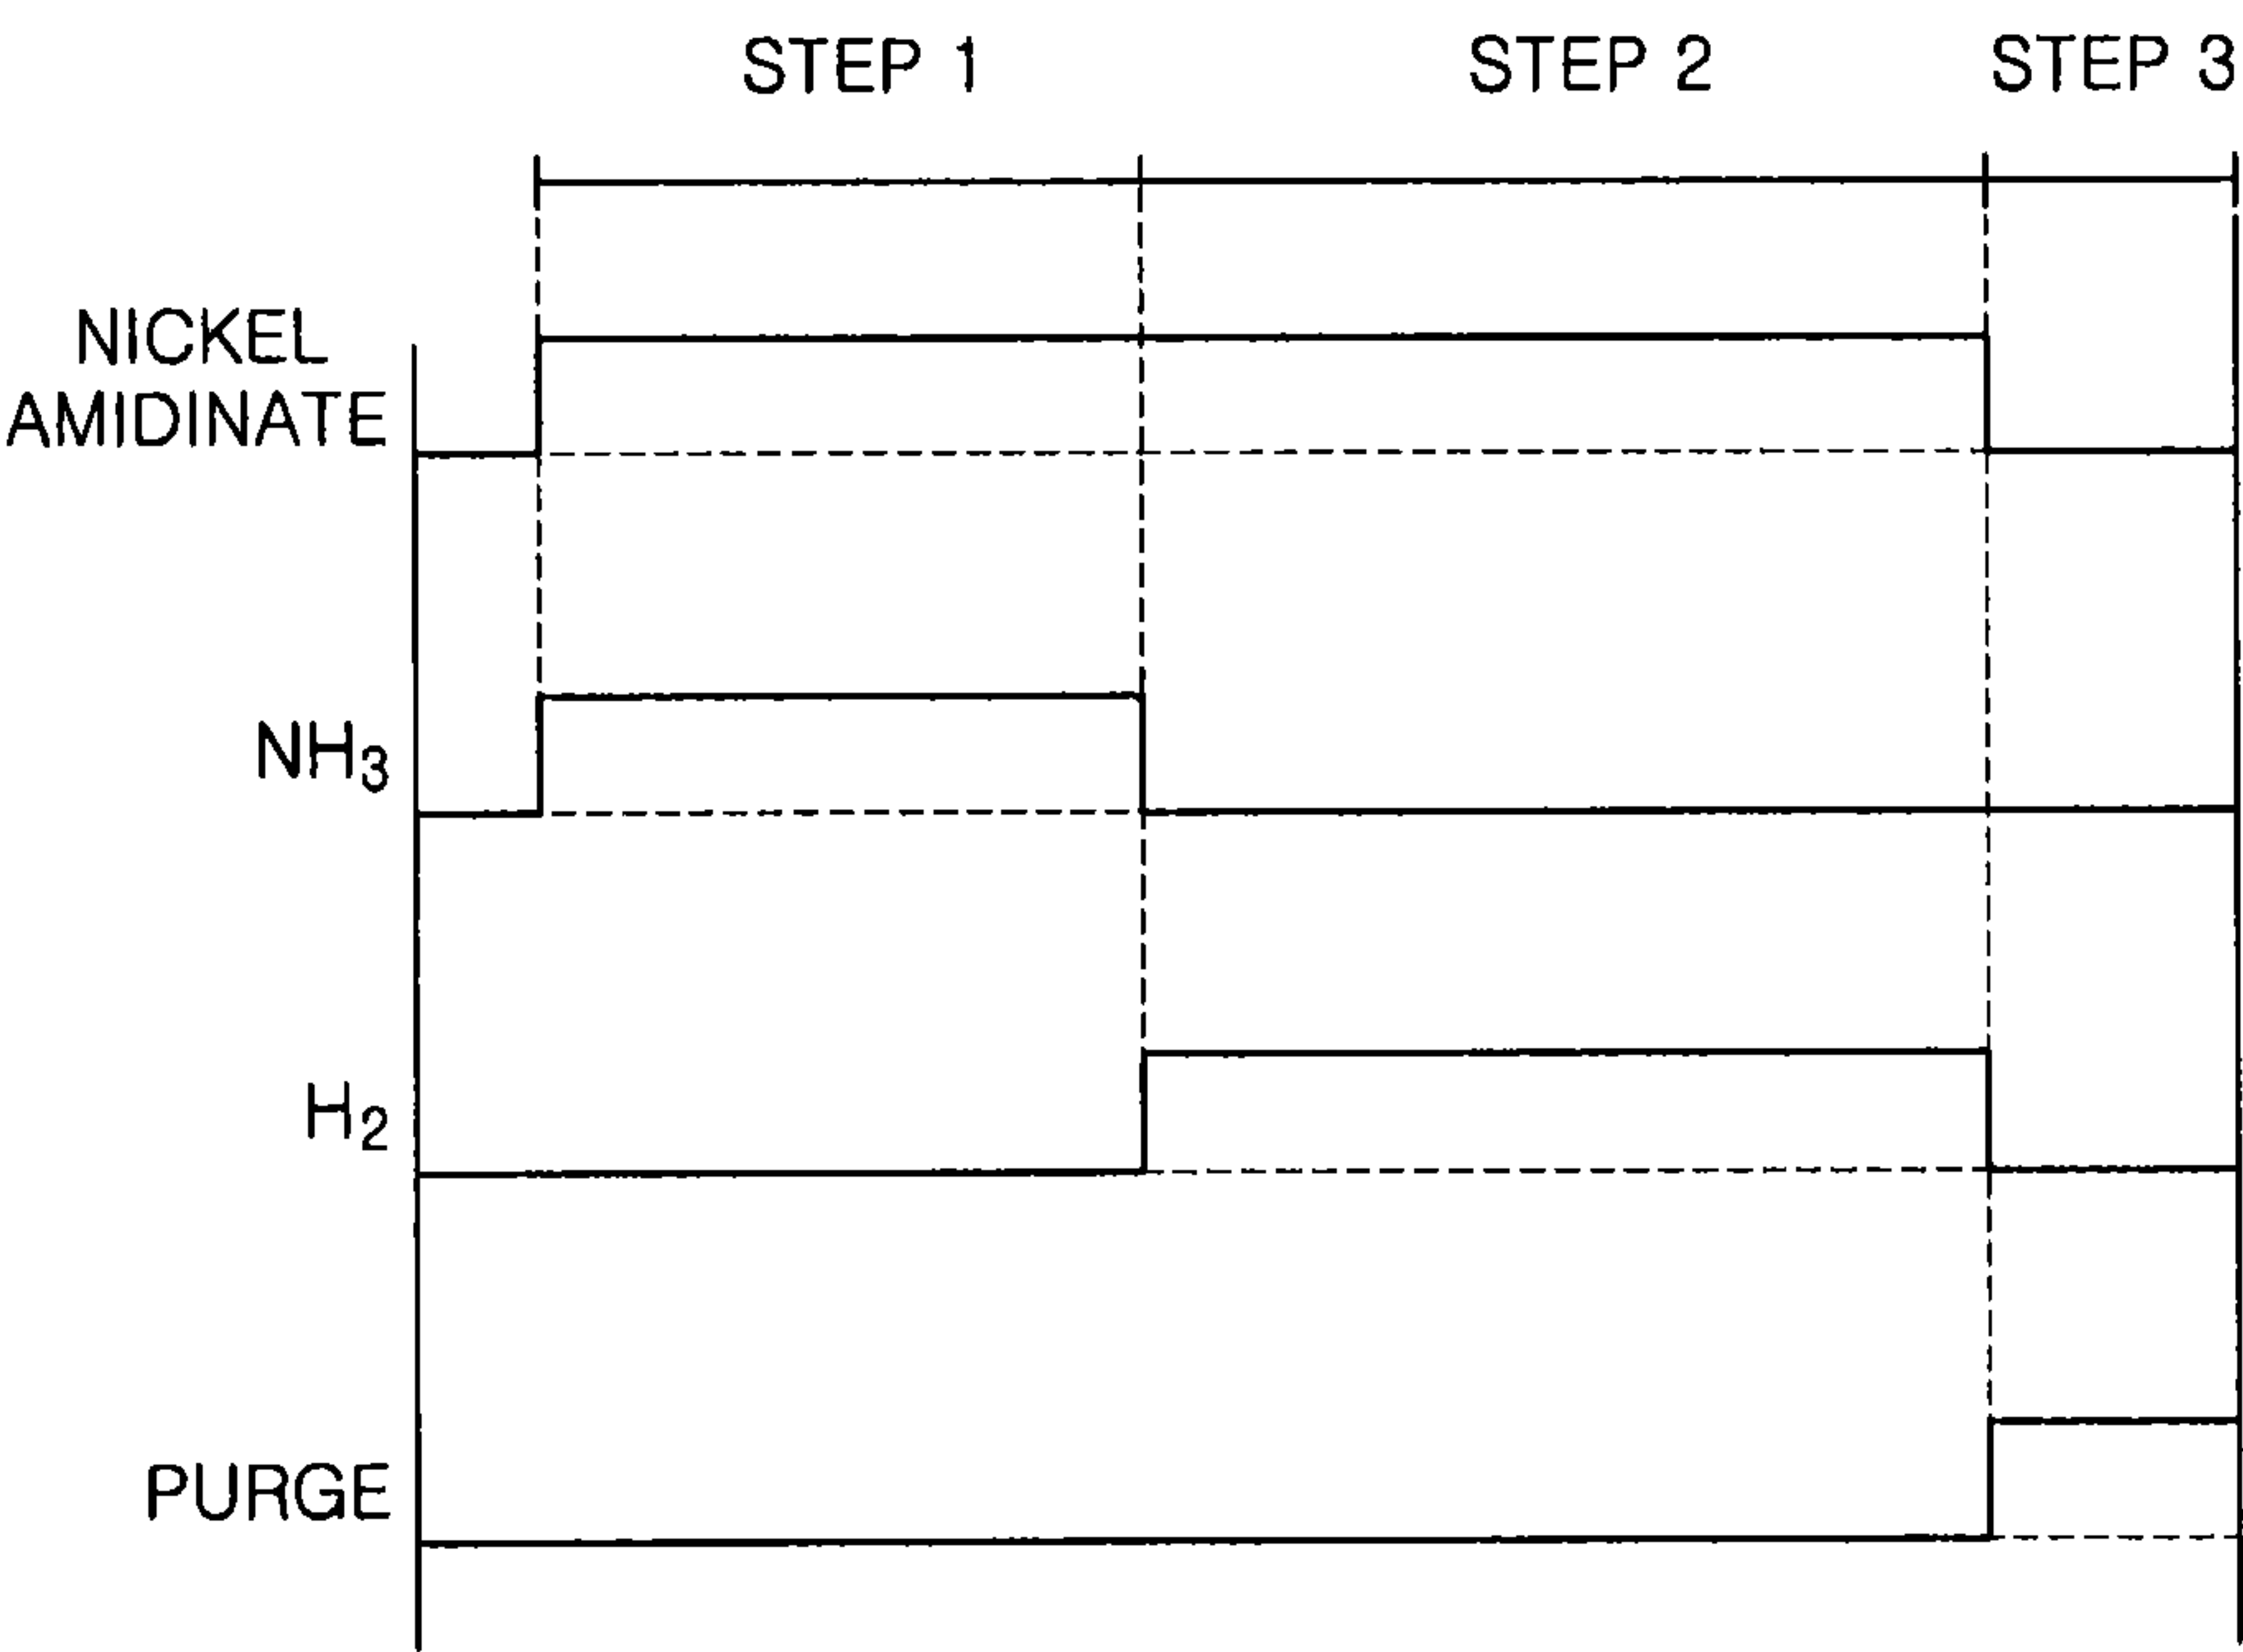 STEP 1 STEP 2 STEP 3
NICKEL
AMIDINATE
NH3
H2
PURGE